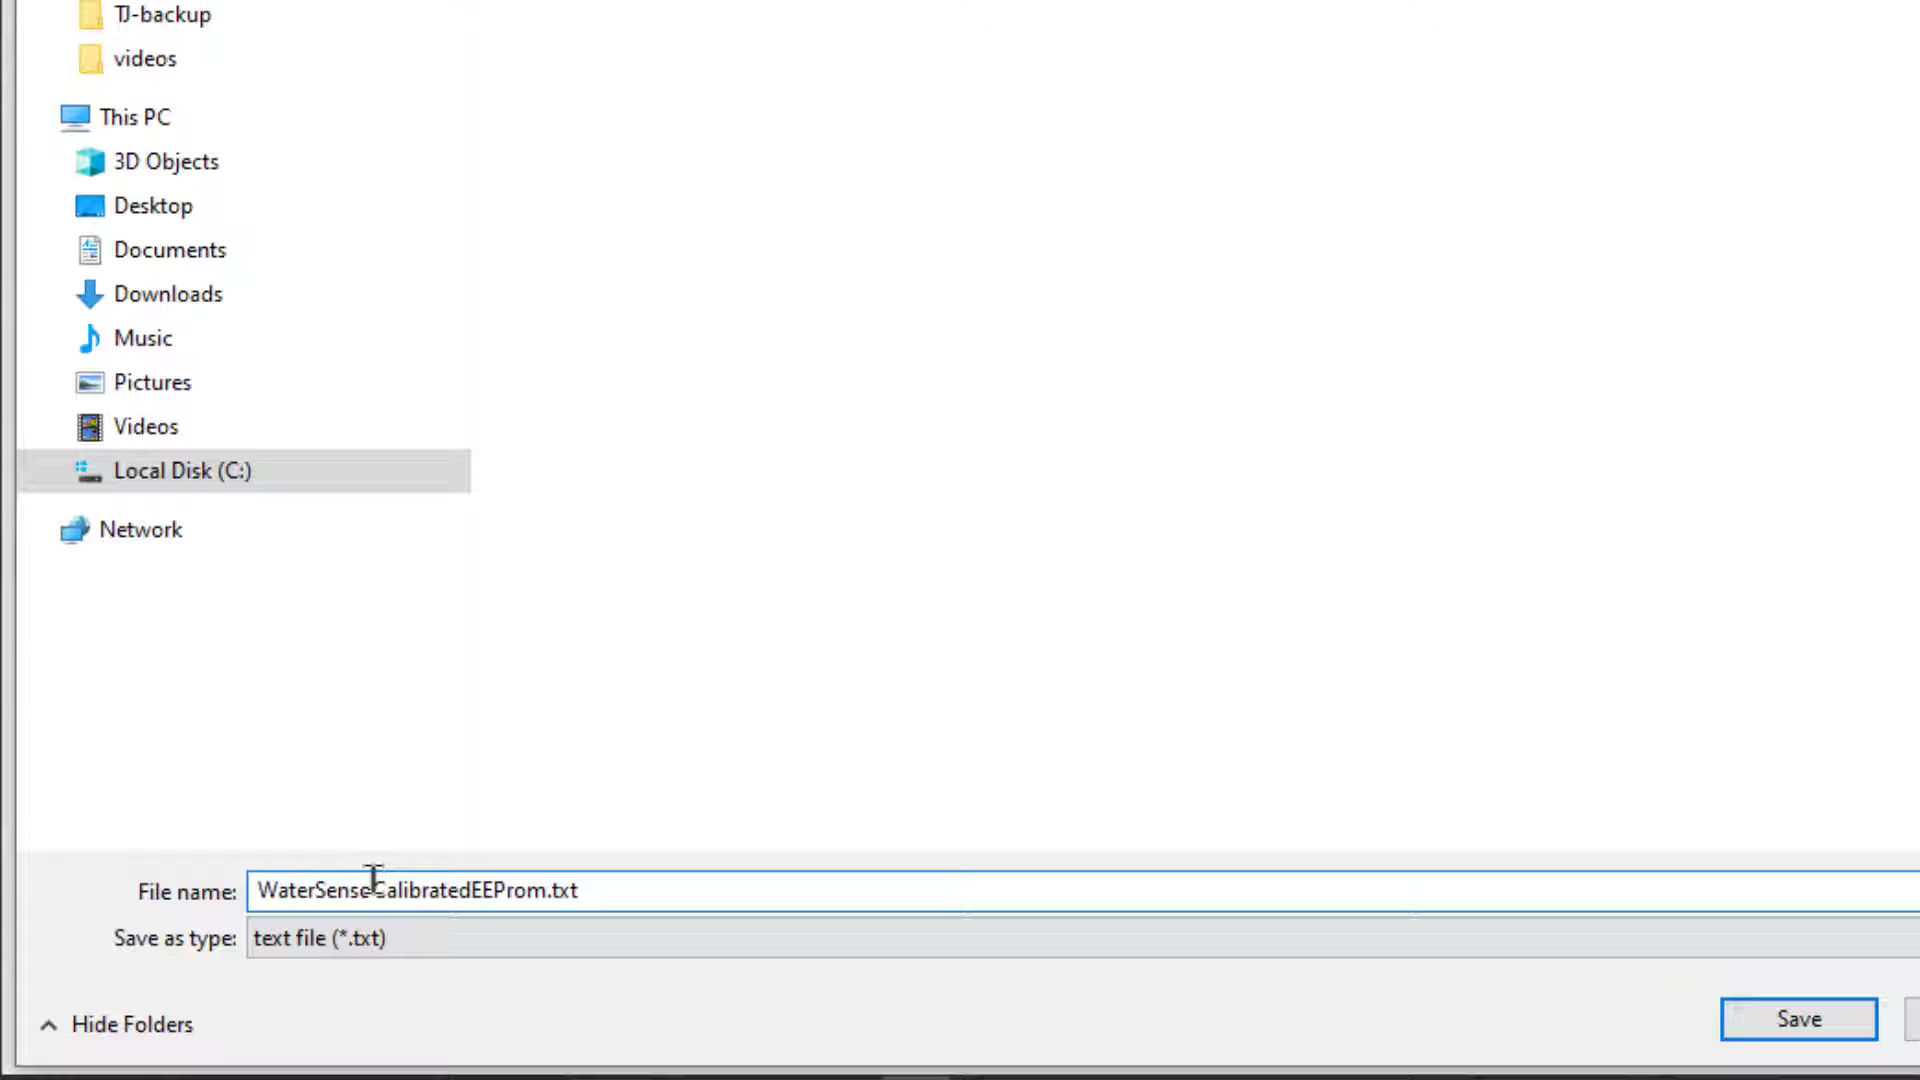 TJ-backup
videos
This PC
3D Objects
Desktop
Documents
Downloads
Music
Pictures
Videos
Local Disk (C:)
Network
File name: WaterSenseCalibratedEEProm.txt
Save as type: text file (*.txt)
Hide Folders
Save